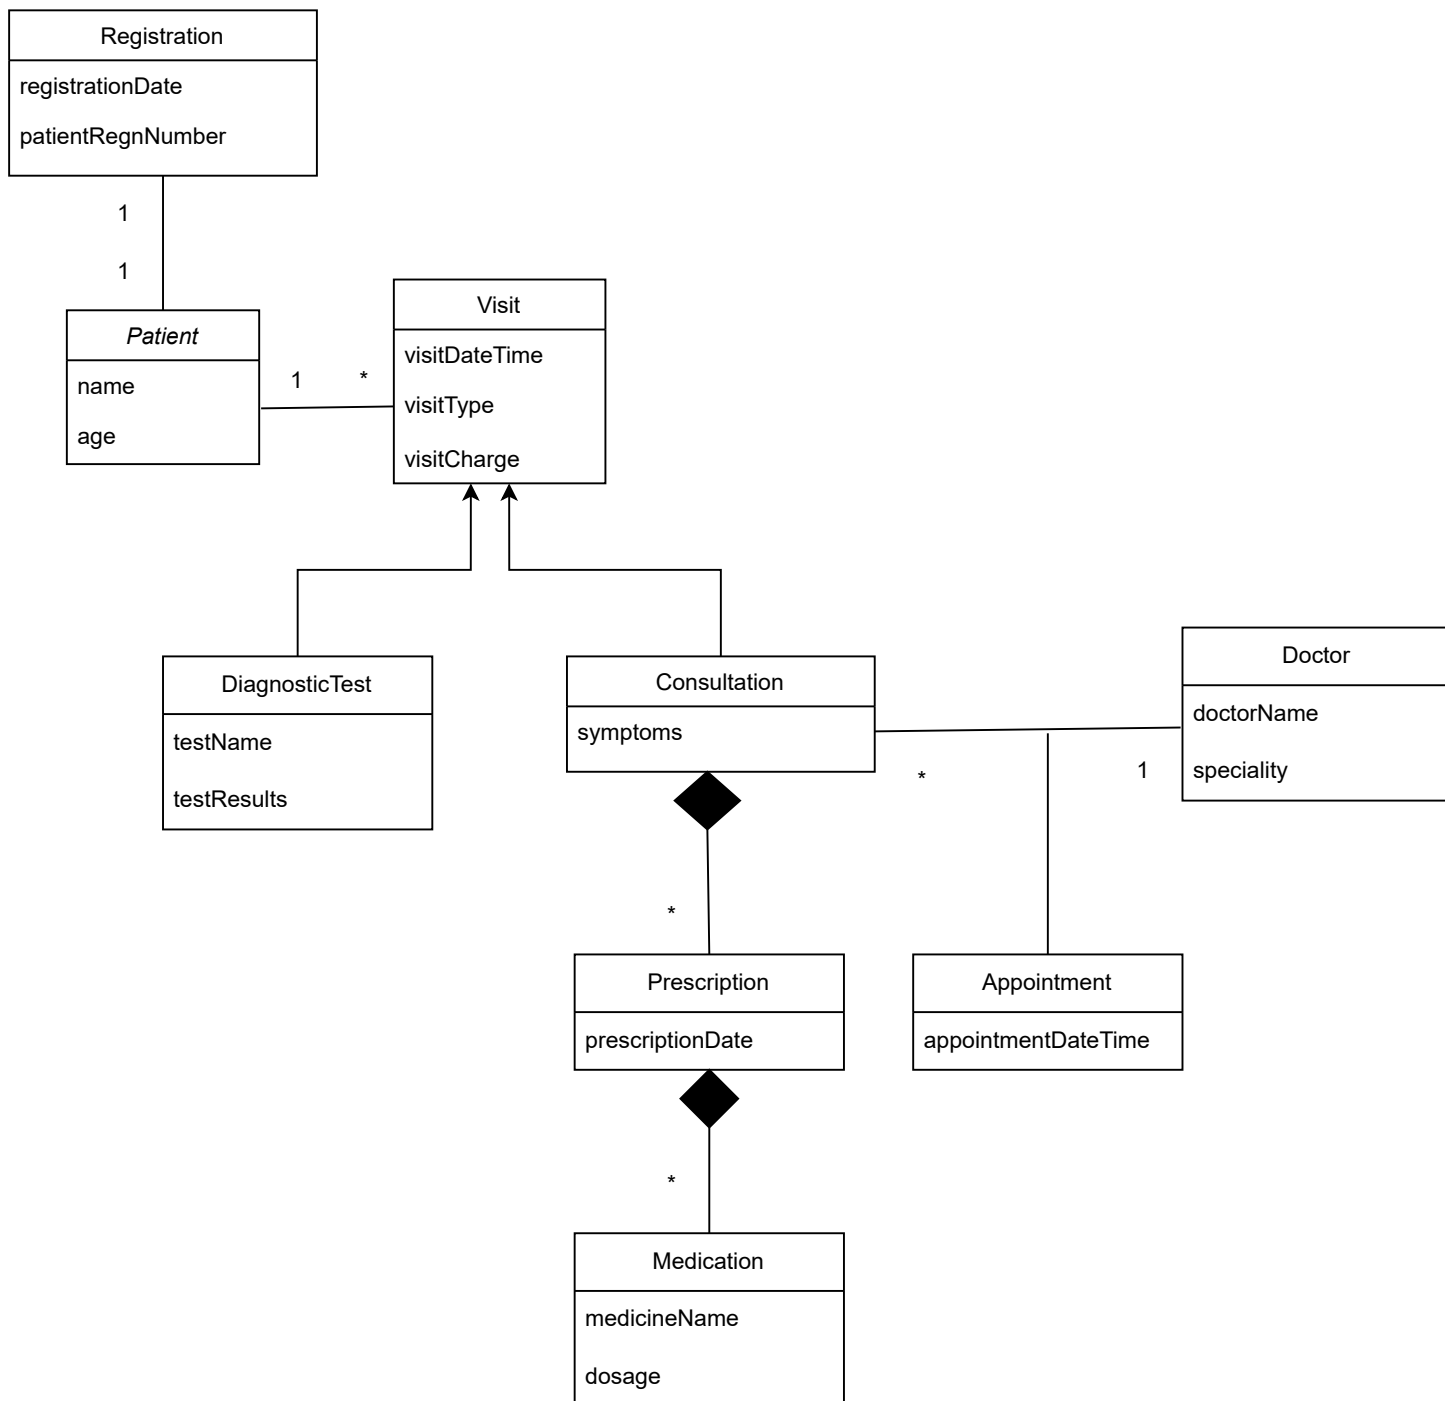 Registration
registrationDate
patientRegnNumber
1
1
Patient
name
age
1 *
Visit
visitDateTime
visitType
visitCharge
DiagnosticTest
testName
testResults
Consultation
symptoms
* 1
Doctor
doctorName
speciality
*
Prescription
prescriptionDate
Appointment
appointmentDateTime
*
Medication
medicineName
dosage